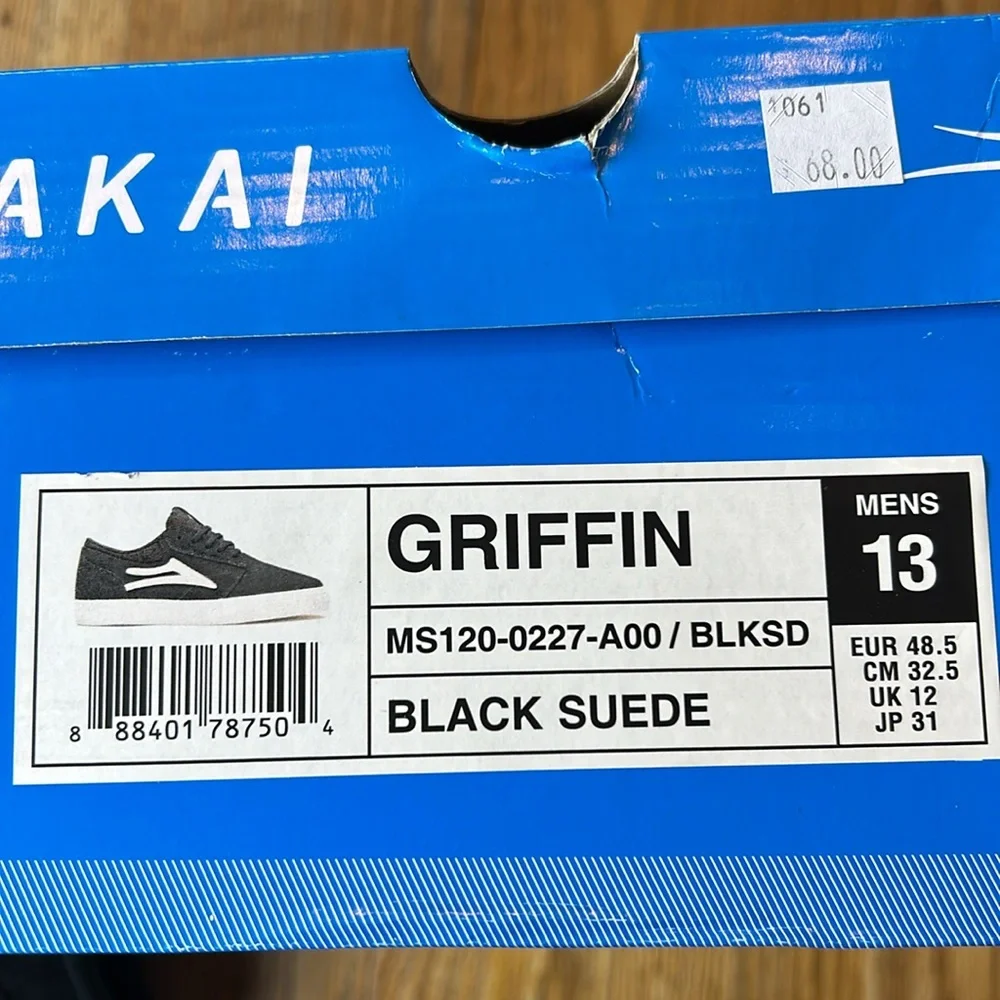 AKAI
1061
68.00
GRIFFIN
MS120-0227-A00 / BLKSD
BLACK SUEDE
MENS
13
EUR 48.5
CM 32.5
UK 12
JP 31
8 88401 78750 4